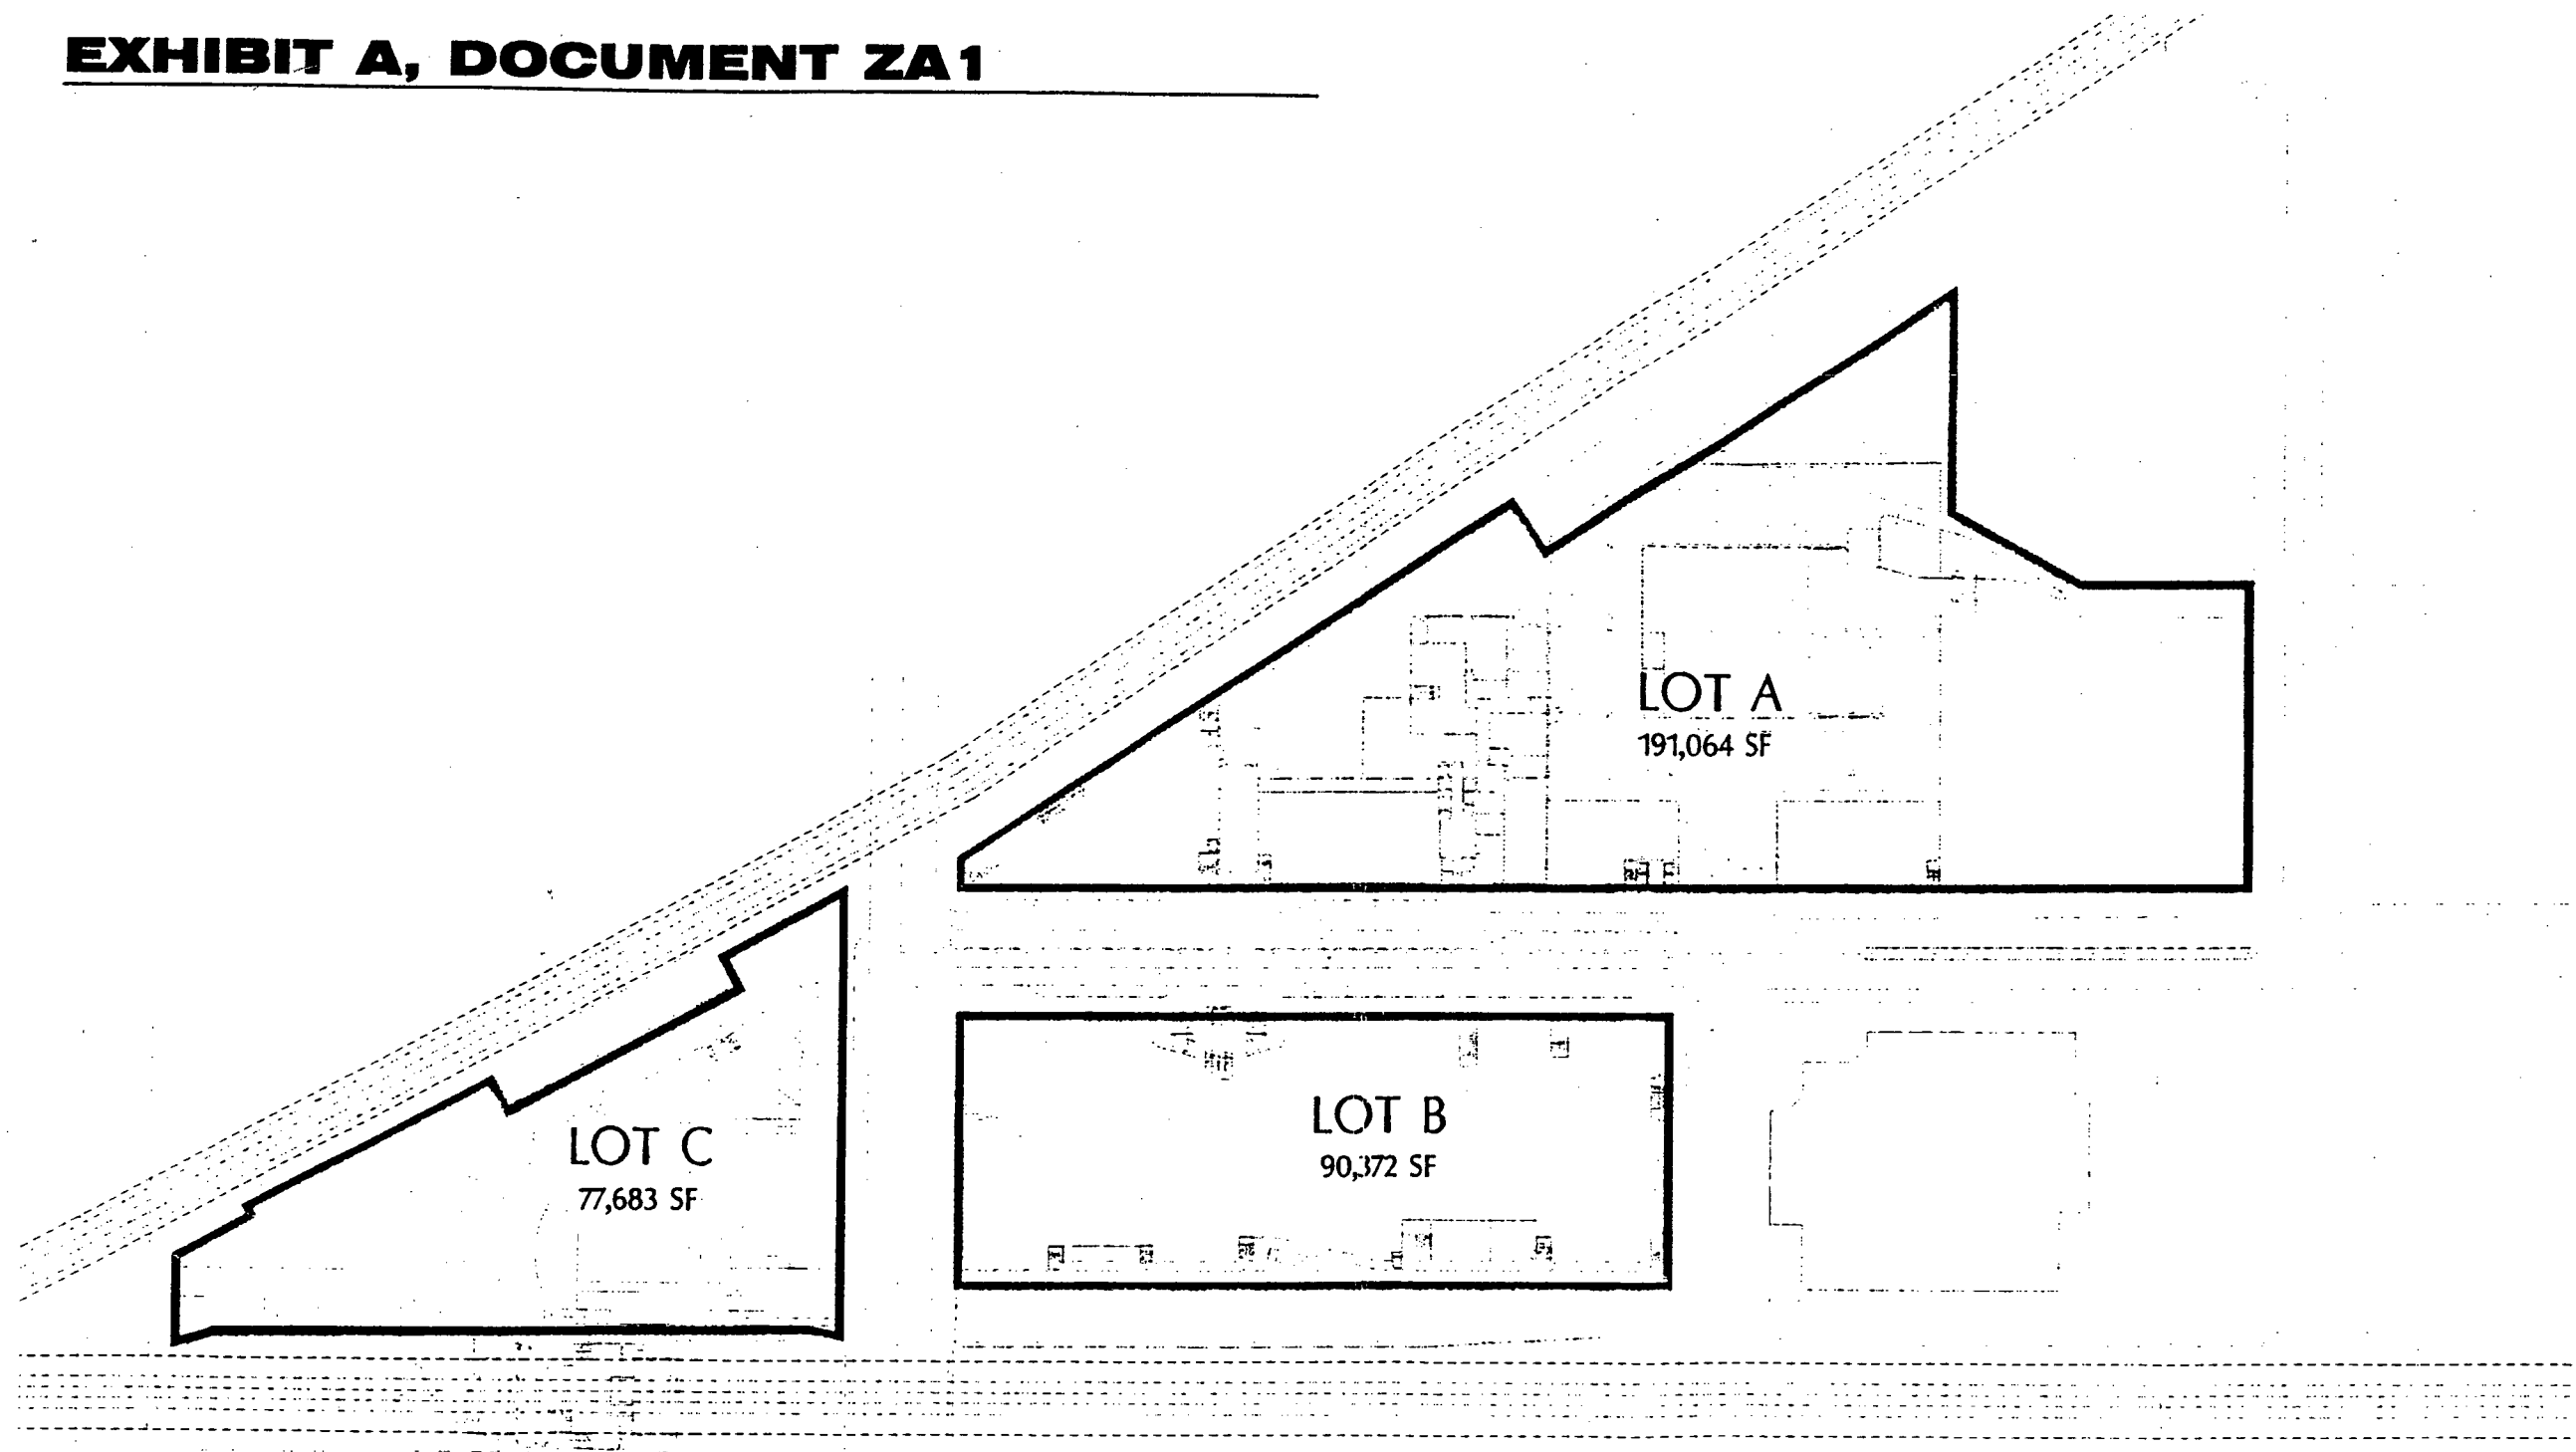 EXHIBIT A, DOCUMENT ZA1
LOT A
191,064 SF
LOT B
90,372 SF
LOT C
77,683 SF